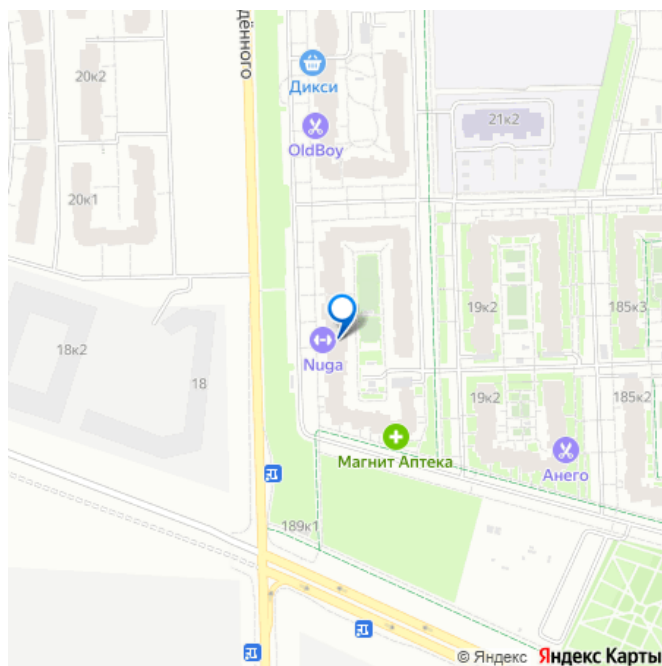 дённого
20к2
Дикси
21к2
OldBoy
20к1
19к2
185к3
18к2
18
Nuga
19к2
185к2
Магнит Аптека
Анего
189к1
© Яндекс Яндекс Карты